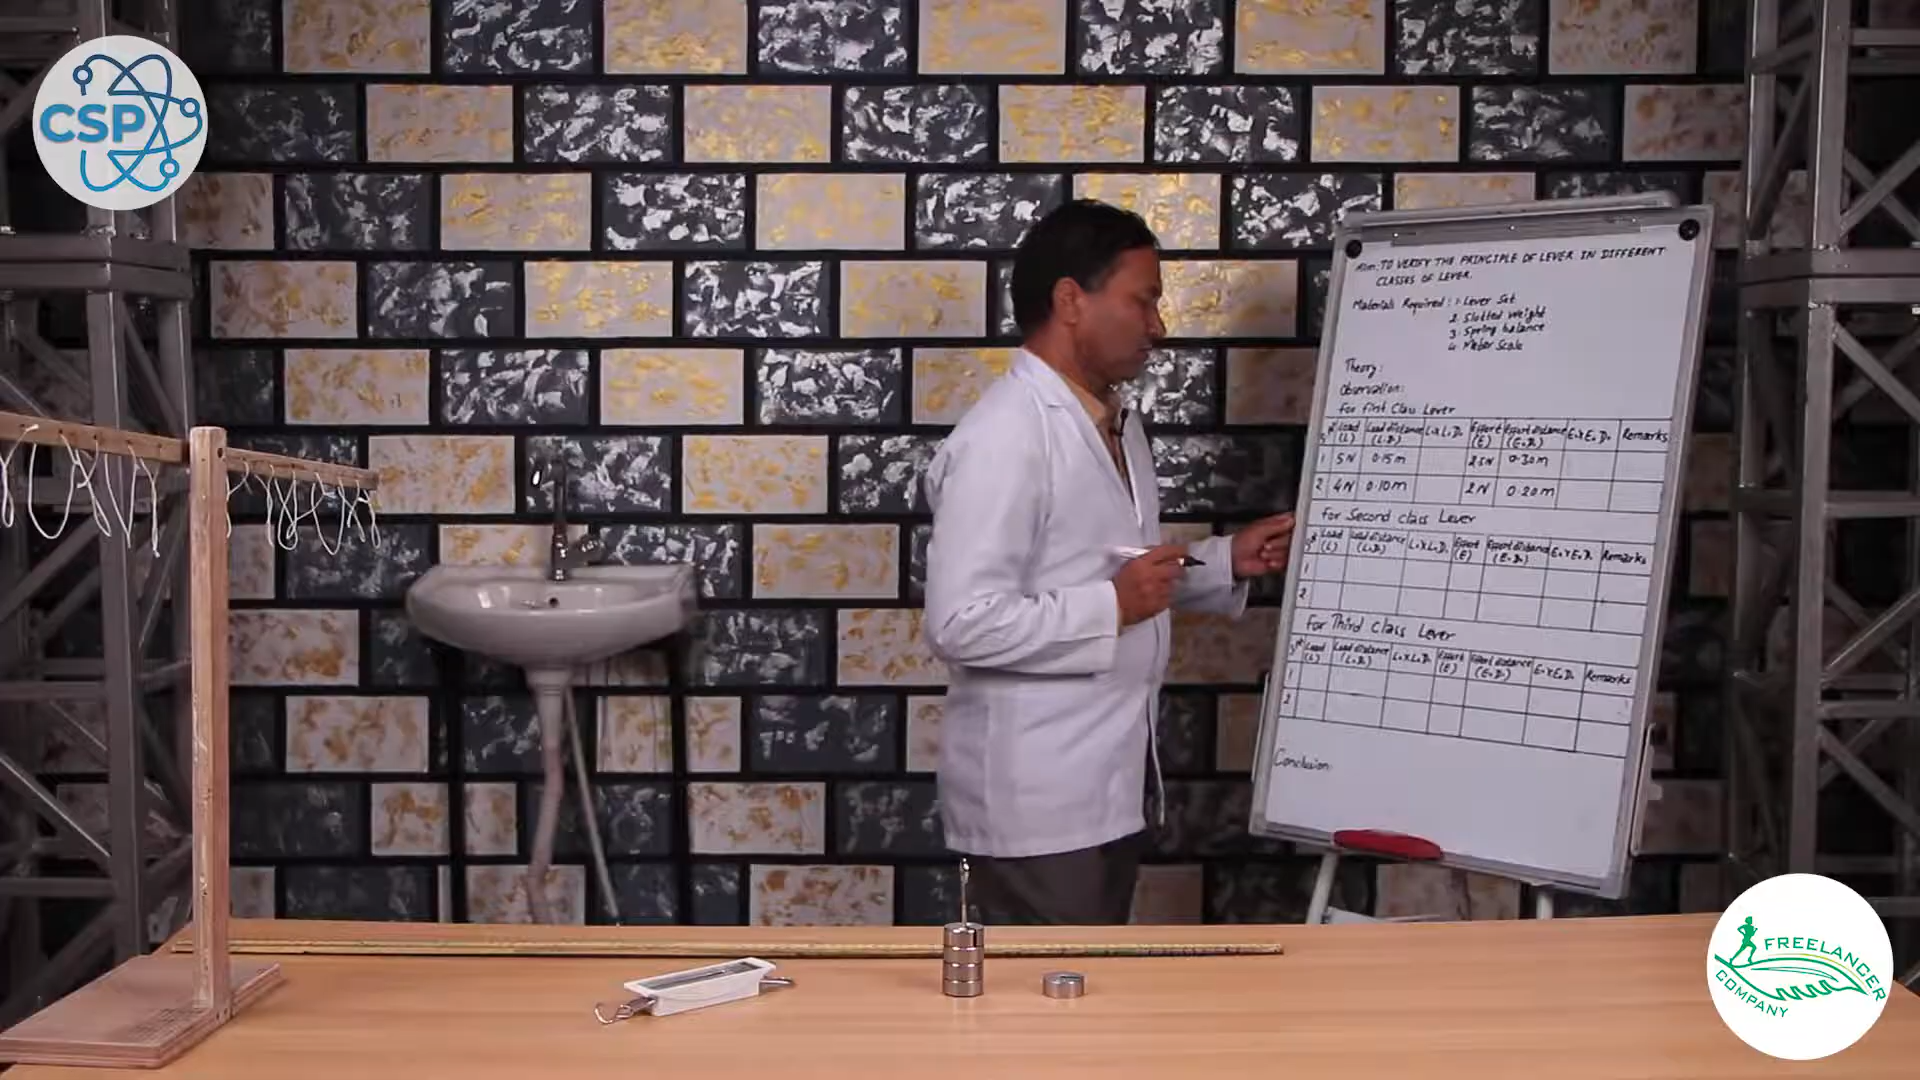 CSP
Aim: TO VERIFY THE PRINCIPLE OF LEVER IN DIFFERENT
CLASSES OF LEVER.
Materials Required: 1. Lever Set
2. Slotted Weight
3. Spring balance
4. Meter Scale
Theory:
Observation:
For First Class Lever
Load (L) Load distance (L.D.) L. x L.D. Effort (E) Effort distance (E.D.) E. x E.D. Remarks
1 5N 0.15m 2.5N 0.30m
2 4N 0.10m 2N 0.20m
For Second Class Lever
Load (L) Load distance (L.D.) L. x L.D. Effort (E) Effort distance (E.D.) E. x E.D. Remarks
1
2
For Third Class Lever
Load (L) Load distance (L.D.) L. x L.D. Effort (E) Effort distance (E.D.) E. x E.D. Remarks
1
2
Conclusion:
FREELANCER
COMPANY